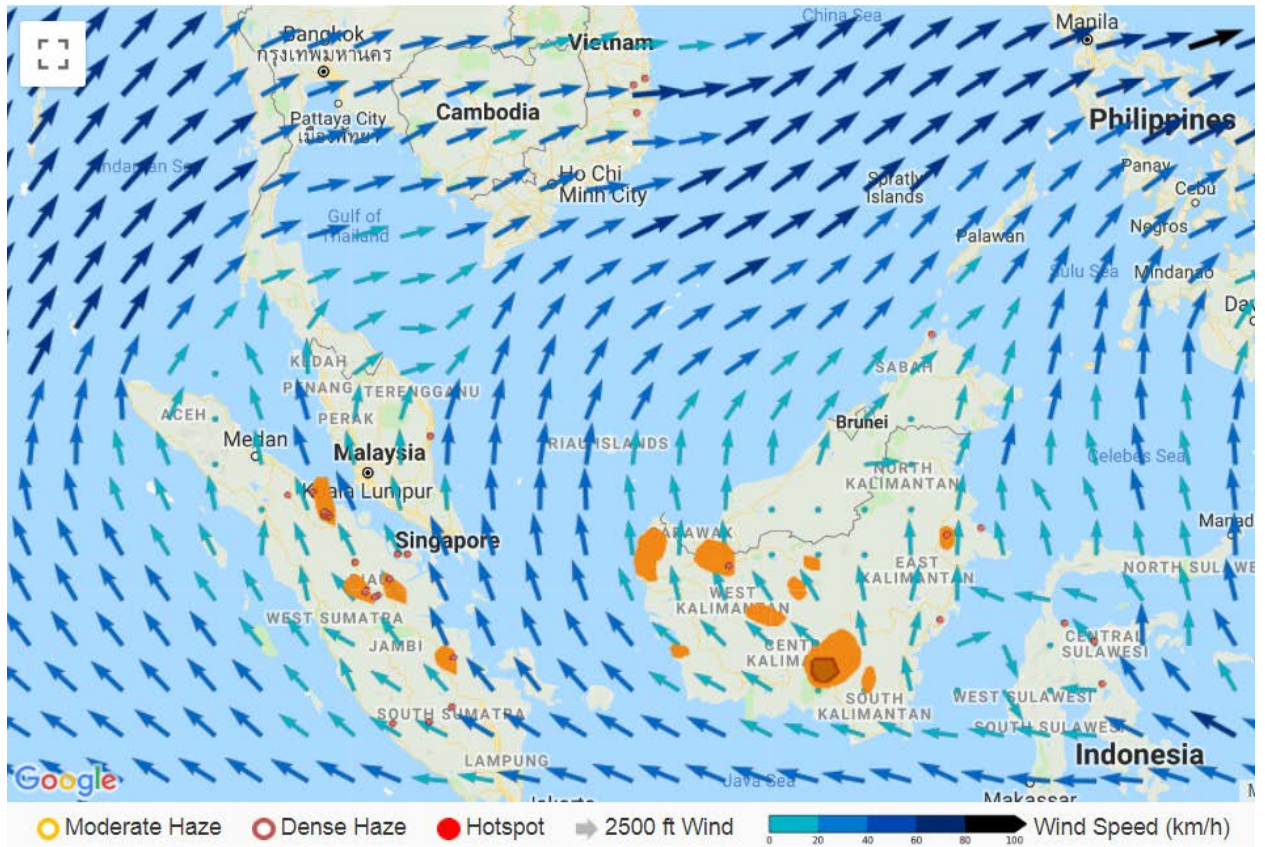 China Sea
Manila
Bangkok
กรุงเทพมหานคร
Vietnam
Pattaya City
เมืองพัทยา
Cambodia
Philippines
Andaman Sea
Ho Chi
Minn City
Spratly
Islands
Panay
Cebu
Gulf of
Thailand
Palawan
Negros
Sulu Sea
Mindanao
KEDAH
PENANG
TERENGGANU
PERAK
SABAH
ACEH
Brunei
Medan
Malaysia
RIAU ISLANDS
Celebes Sea
Kuala Lumpur
NORTH
KALIMANTAN
Singapore
SARAWAK
EAST
KALIMANTAN
WEST
KALIMANTAN
WEST SUMATRA
JAMBI
CENTRAL
SULAWESI
SOUTH SUMATRA
SOUTH
KALIMANTAN
WEST SULAWESI
LAMPUNG
Indonesia
Google
Java Sea
Makassar
Moderate Haze
Dense Haze
Hotspot
2500 ft Wind
0 20 40 60 80 100
Wind Speed (km/h)